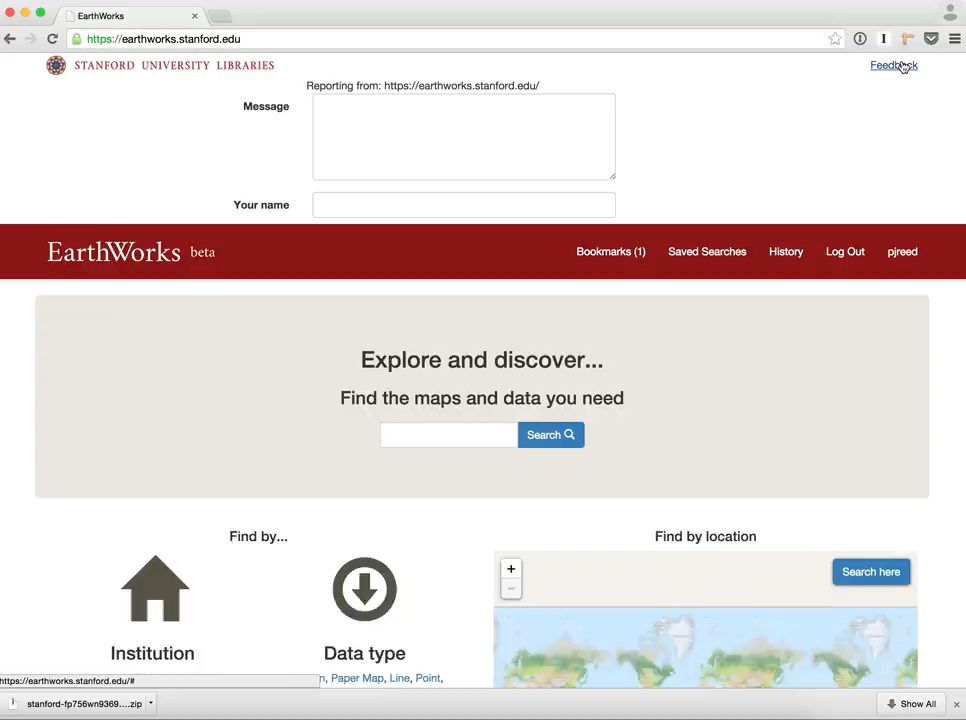 EarthWorks
https://earthworks.stanford.edu
STANFORD UNIVERSITY LIBRARIES
Feedback
Reporting from: https://earthworks.stanford.edu/
Message
Your name
EarthWorks beta
Bookmarks (1) Saved Searches History Log Out pjreed
Explore and discover...
Find the maps and data you need
Search
Find by...
Find by location
+
−
Search here
Institution
Data type
Paper Map, Line, Point,
https://earthworks.stanford.edu/#
stanford-fp756wn9369....zip
Show All